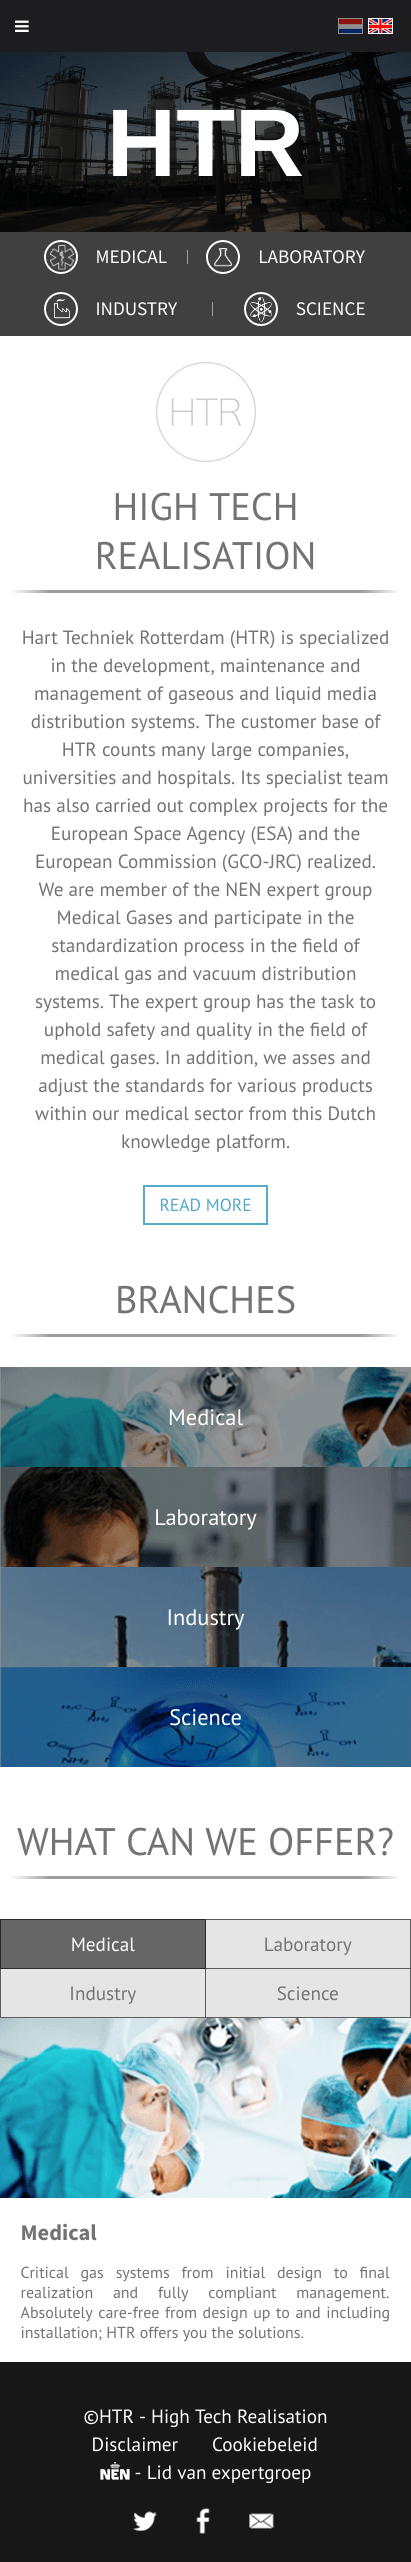 HTR
MEDICAL
LABORATORY
INDUSTRY
SCIENCE
HTR
HIGH TECH
REALISATION
Hart Techniek Rotterdam (HTR) is specialized
in the development, maintenance and
management of gaseous and liquid media
distribution systems. The customer base of
HTR counts many large companies,
universities and hospitals. Its specialist team
has also carried out complex projects for the
European Space Agency (ESA) and the
European Commission (GCO-JRC) realized.
We are member of the NEN expert group
Medical Gases and participate in the
standardization process in the field of
medical gas and vacuum distribution
systems. The expert group has the task to
uphold safety and quality in the field of
medical gases. In addition, we asses and
adjust the standards for various products
within our medical sector from this Dutch
knowledge platform.
READ MORE
BRANCHES
Medical
Laboratory
Industry
Science
WHAT CAN WE OFFER?
Medical
Laboratory
Industry
Science
Medical
Critical gas systems from initial design to final
realization and fully compliant management.
Absolutely care-free from design up to and including
installation; HTR offers you the solutions.
©HTR - High Tech Realisation
Disclaimer Cookiebeleid
NEN - Lid van expertgroep